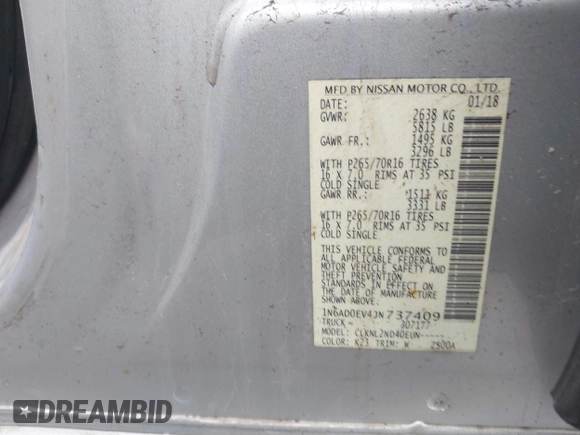 MFD BY NISSAN MOTOR CO., LTD.
DATE: 01/18
GVWR: 2638 KG
5815 LB
GAWR FR.: 1495 KG
3296 LB
WITH P265/70R16 TIRES
16 X 7.0 RIMS AT 35 PSI
COLD SINGLE
GAWR RR.: 1511 KG
3331 LB
WITH P265/70R16 TIRES
16 X 7.0 RIMS AT 35 PSI
COLD SINGLE
THIS VEHICLE CONFORMS TO
ALL APPLICABLE FEDERAL
MOTOR VEHICLE SAFETY AND
THEFT PREVENTION
STANDARDS IN EFFECT ON
THE DATE OF MANUFACTURE
SHOWN ABOVE.
1N6AD0EV4JN737409
TRUCK 307177
MODEL: CLKNL2ND40EUN-----
COLOR: K23 TRIM: W 2500A
DREAMBID